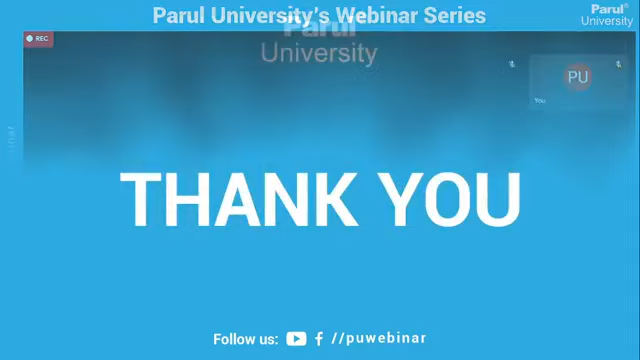 Parul University's Webinar Series
Parul®
University
REC
Parul
University
PU
You
THANK YOU
Follow us: //puwebinar